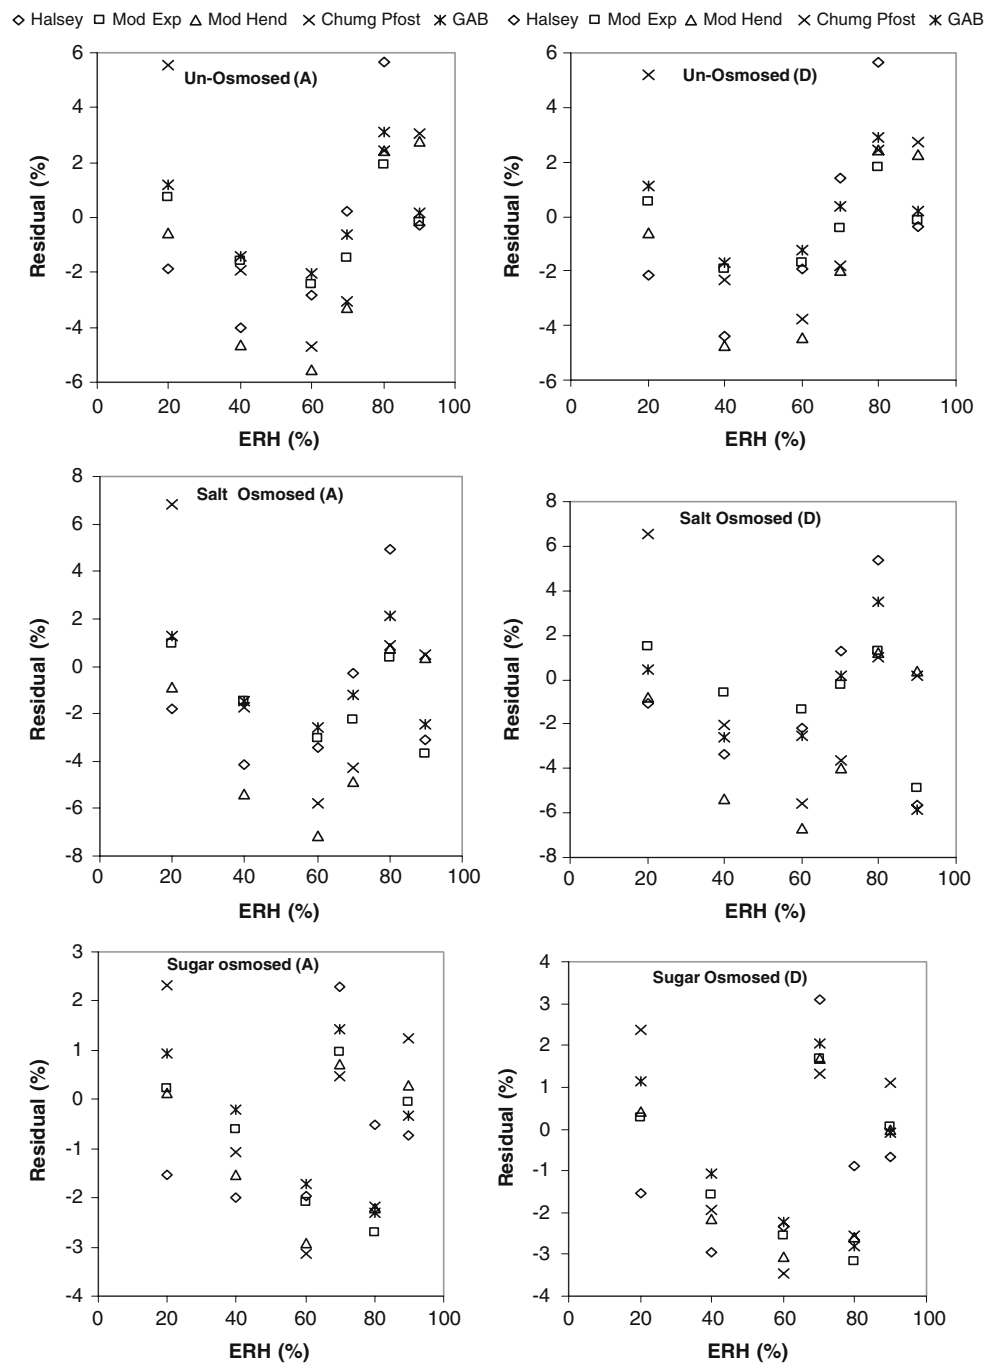 Halsey Mod Exp Mod Hend Chumg Pfost GAB
Halsey Mod Exp Mod Hend Chumg Pfost GAB
Un-Osmosed (A)
Residual (%)
6
4
2
0
-2
-4
-6
0 20 40 60 80 100
ERH (%)
Un-Osmosed (D)
Residual (%)
6
4
2
0
-2
-4
-6
0 20 40 60 80 100
ERH (%)
Salt Osmosed (A)
Residual (%)
8
6
4
2
0
-2
-4
-6
-8
0 20 40 60 80 100
ERH (%)
Salt Osmosed (D)
Residual (%)
8
6
4
2
0
-2
-4
-6
-8
0 20 40 60 80 100
ERH (%)
Sugar osmosed (A)
Residual (%)
3
2
1
0
-1
-2
-3
-4
0 20 40 60 80 100
ERH (%)
Sugar Osmosed (D)
Residual (%)
4
3
2
1
0
-1
-2
-3
-4
0 20 40 60 80 100
ERH (%)